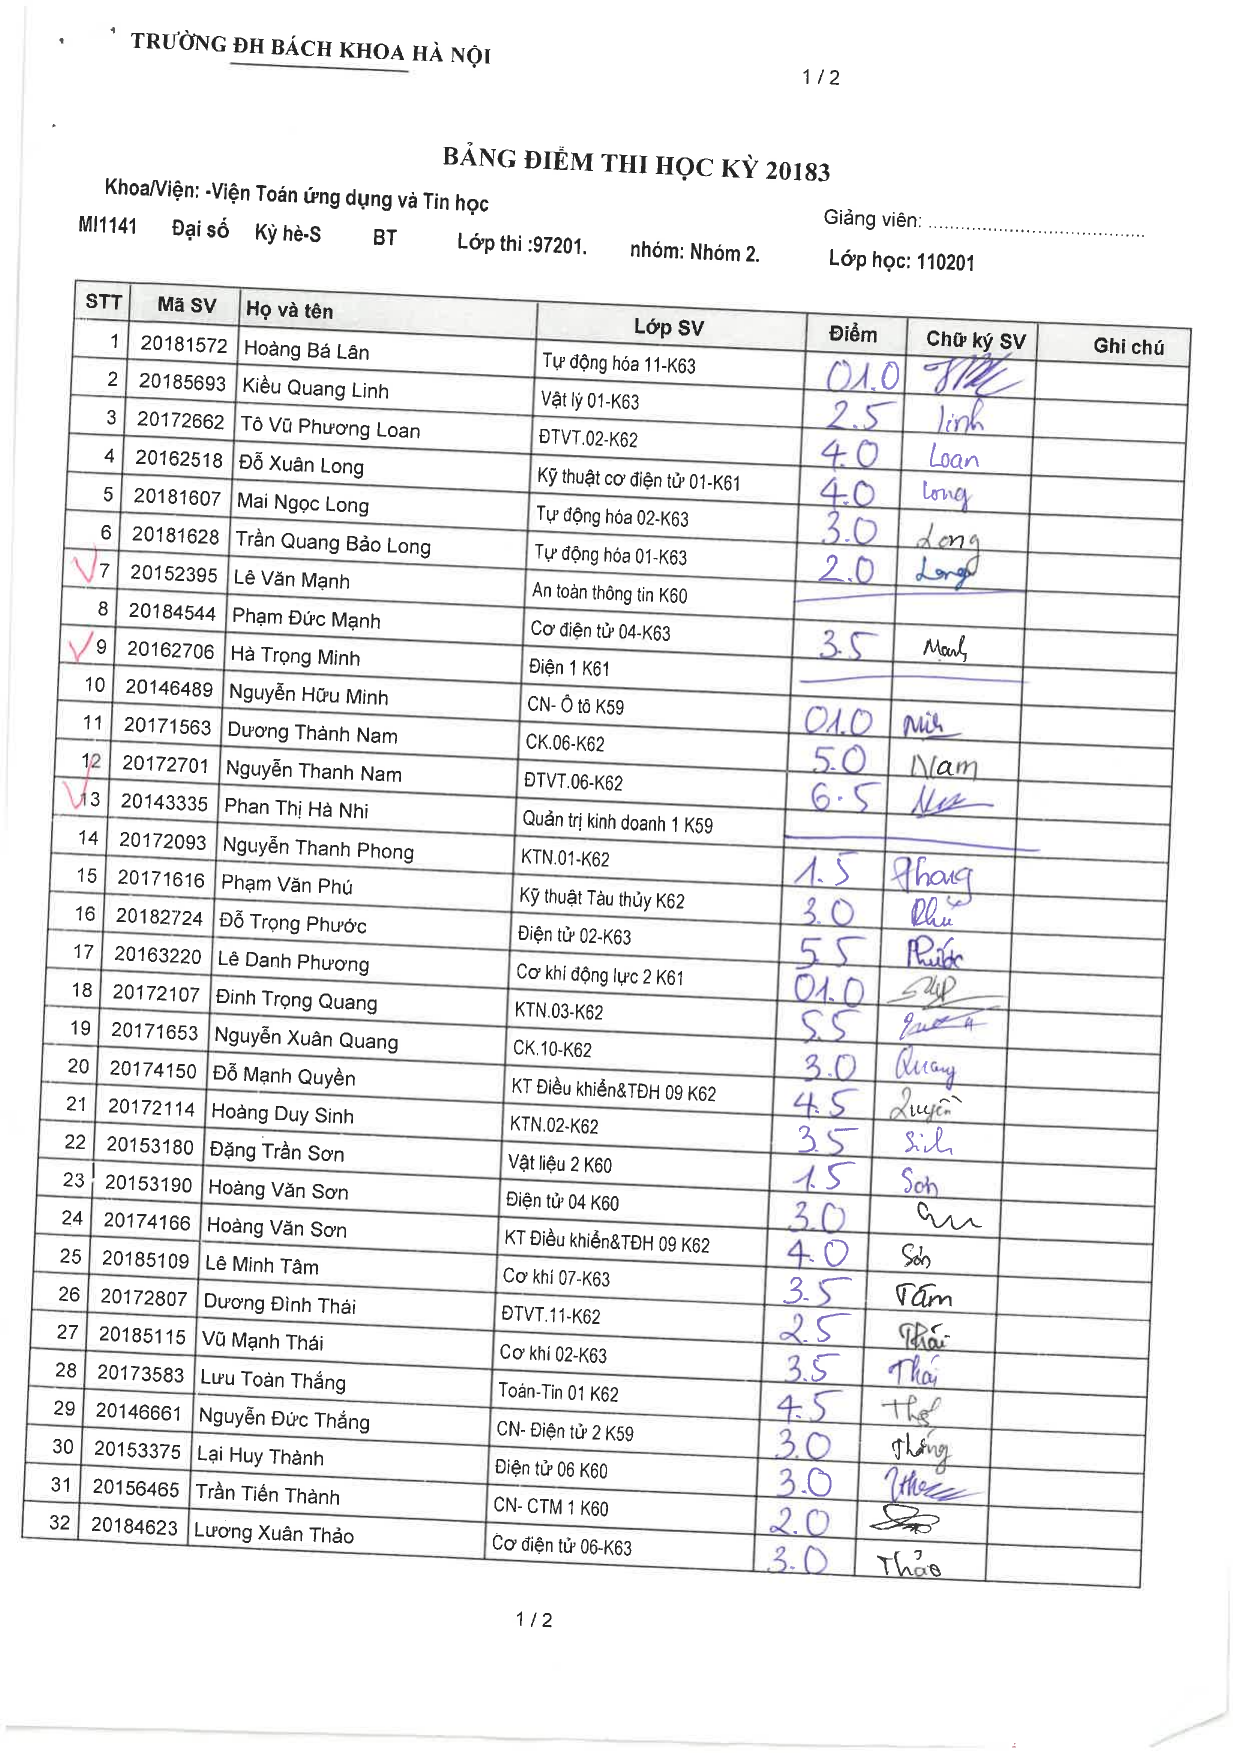 TRƯỜNG ĐH BÁCH KHOA HÀ NỘI
1 / 2
BẢNG ĐIỂM THI HỌC KỲ 20183
Khoa/Viện: -Viện Toán ứng dụng và Tin học
Giảng viên: ......................................
MI1141 Đại số Kỳ hè-S BT Lớp thi :97201. nhóm: Nhóm 2. Lớp học: 110201
STT Mã SV Họ và tên Lớp SV Điểm Chữ ký SV Ghi chú
1 20181572 Hoàng Bá Lân Tự động hóa 11-K63 01.0
2 20185693 Kiều Quang Linh Vật lý 01-K63 2.5 linh
3 20172662 Tô Vũ Phương Loan ĐTVT.02-K62 4.0 Loan
4 20162518 Đỗ Xuân Long Kỹ thuật cơ điện tử 01-K61 4.0 Long
5 20181607 Mai Ngọc Long Tự động hóa 02-K63 3.0 Long
6 20181628 Trần Quang Bảo Long Tự động hóa 01-K63 2.0 Long
7 20152395 Lê Văn Mạnh An toàn thông tin K60
8 20184544 Phạm Đức Mạnh Cơ điện tử 04-K63 3.5 Mạnh
9 20162706 Hà Trọng Minh Điện 1 K61
10 20146489 Nguyễn Hữu Minh CN- Ô tô K59 01.0
11 20171563 Dương Thành Nam CK.06-K62 5.0 Nam
12 20172701 Nguyễn Thanh Nam ĐTVT.06-K62 6.5
13 20143335 Phan Thị Hà Nhi Quản trị kinh doanh 1 K59
14 20172093 Nguyễn Thanh Phong KTN.01-K62 1.5 Phong
15 20171616 Phạm Văn Phú Kỹ thuật Tàu thủy K62 3.0 Phú
16 20182724 Đỗ Trọng Phước Điện tử 02-K63 5.5 Phước
17 20163220 Lê Danh Phương Cơ khí động lực 2 K61 01.0
18 20172107 Đinh Trọng Quang KTN.03-K62 5.5
19 20171653 Nguyễn Xuân Quang CK.10-K62 3.0 Quang
20 20174150 Đỗ Mạnh Quyền KT Điều khiển&TĐH 09 K62 4.5 Quyền
21 20172114 Hoàng Duy Sinh KTN.02-K62 3.5 Sinh
22 20153180 Đặng Trần Sơn Vật liệu 2 K60 1.5 Sơn
23 20153190 Hoàng Văn Sơn Điện tử 04 K60 3.0
24 20174166 Hoàng Văn Sơn KT Điều khiển&TĐH 09 K62 4.0 Sơn
25 20185109 Lê Minh Tâm Cơ khí 07-K63 3.5 Tâm
26 20172807 Dương Đình Thái ĐTVT.11-K62 2.5 Thái
27 20185115 Vũ Mạnh Thái Cơ khí 02-K63 3.5 Thái
28 20173583 Lưu Toàn Thắng Toán-Tin 01 K62 4.5
29 20146661 Nguyễn Đức Thắng CN- Điện tử 2 K59 3.0 Thắng
30 20153375 Lại Huy Thành Điện tử 06 K60 3.0
31 20156465 Trần Tiến Thành CN- CTM 1 K60 2.0
32 20184623 Lương Xuân Thảo Cơ điện tử 06-K63 3.0 Thảo
1 / 2